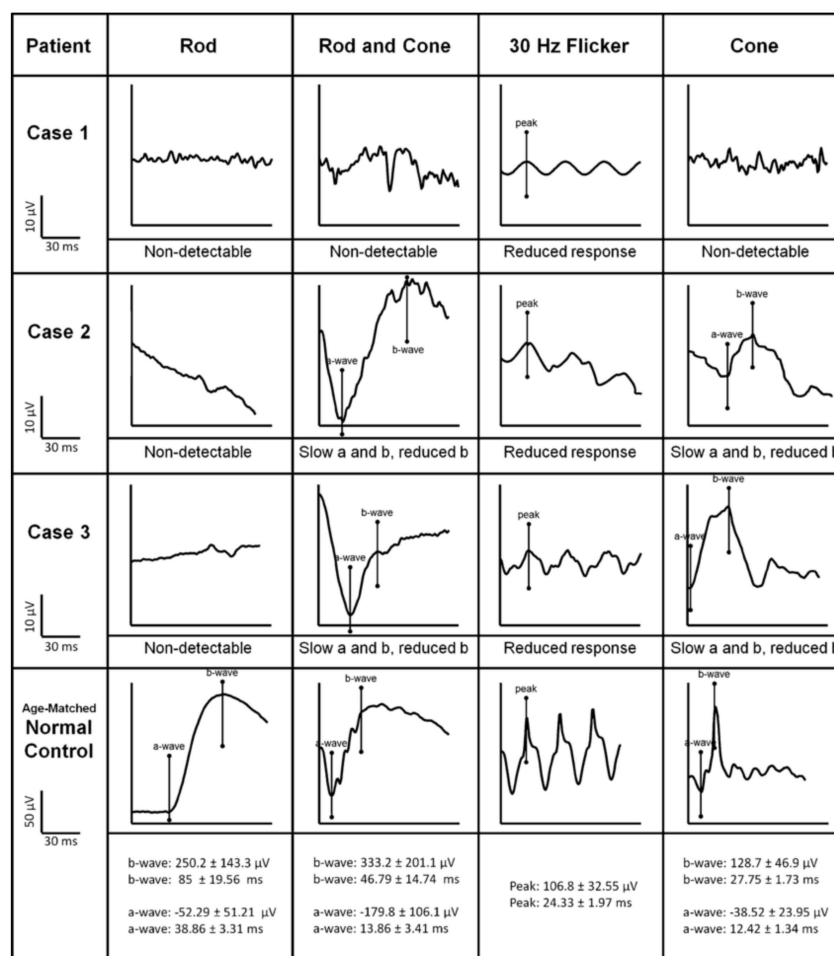 Patient
Rod
Rod and Cone
30 Hz Flicker
Cone
Case 1
10 µV
30 ms
peak
Non-detectable
Non-detectable
Reduced response
Non-detectable
Case 2
10 µV
30 ms
a-wave
b-wave
peak
a-wave
b-wave
Non-detectable
Slow a and b, reduced b
Reduced response
Slow a and b, reduced
Case 3
10 µV
30 ms
a-wave
b-wave
peak
a-wave
b-wave
Non-detectable
Slow a and b, reduced b
Reduced response
Slow a and b, reduced
Age-Matched
Normal
Control
50 µV
30 ms
a-wave
b-wave
a-wave
b-wave
peak
a-wave
b-wave
b-wave: 250.2 ± 143.3 µV
b-wave: 85 ± 19.56 ms
a-wave: -52.29 ± 51.21 µV
a-wave: 38.86 ± 3.31 ms
b-wave: 333.2 ± 201.1 µV
b-wave: 46.79 ± 14.74 ms
a-wave: -179.8 ± 106.1 µV
a-wave: 13.86 ± 3.41 ms
Peak: 106.8 ± 32.55 µV
Peak: 24.33 ± 1.97 ms
b-wave: 128.7 ± 46.9 µV
b-wave: 27.75 ± 1.73 ms
a-wave: -38.52 ± 23.95 µV
a-wave: 12.42 ± 1.34 ms